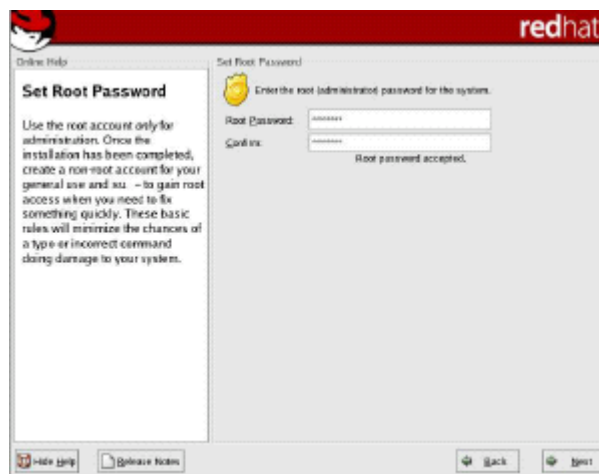 redhat
Online Help
Set Root Password
Use the root account only for
administration. Once the
installation has been completed,
create a non-root account for your
general use and su - to gain root
access when you need to fix
something quickly. These basic
rules will minimize the chances of
a typo or incorrect command
doing damage to your system.
Set Root Password
Enter the root (administrator) password for the system.
Root Password: ********
Confirm: ********
Root password accepted.
Hide Help
Release Notes
Back
Next